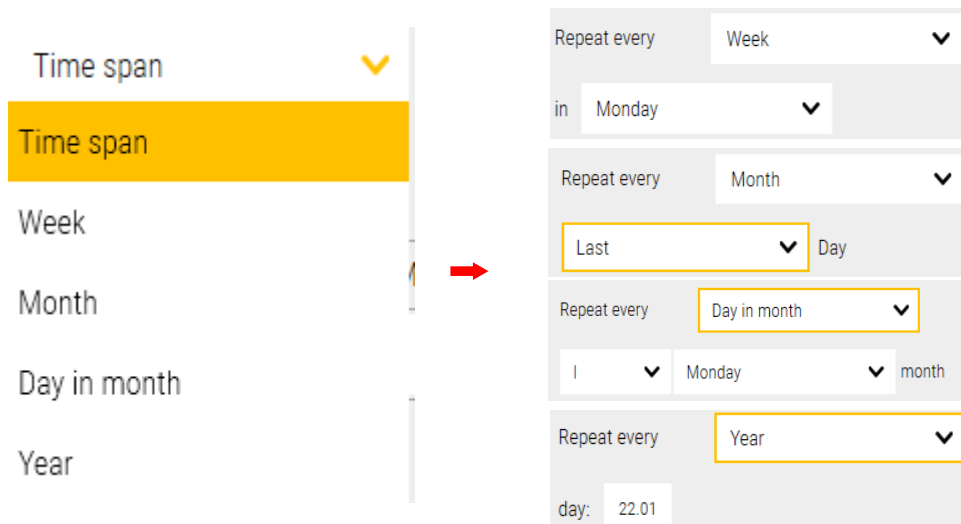 Time span
Time span
Week
Month
Day in month
Year
Repeat every Week
in Monday
Repeat every Month
Last Day
Repeat every Day in month
I Monday month
Repeat every Year
day: 22.01